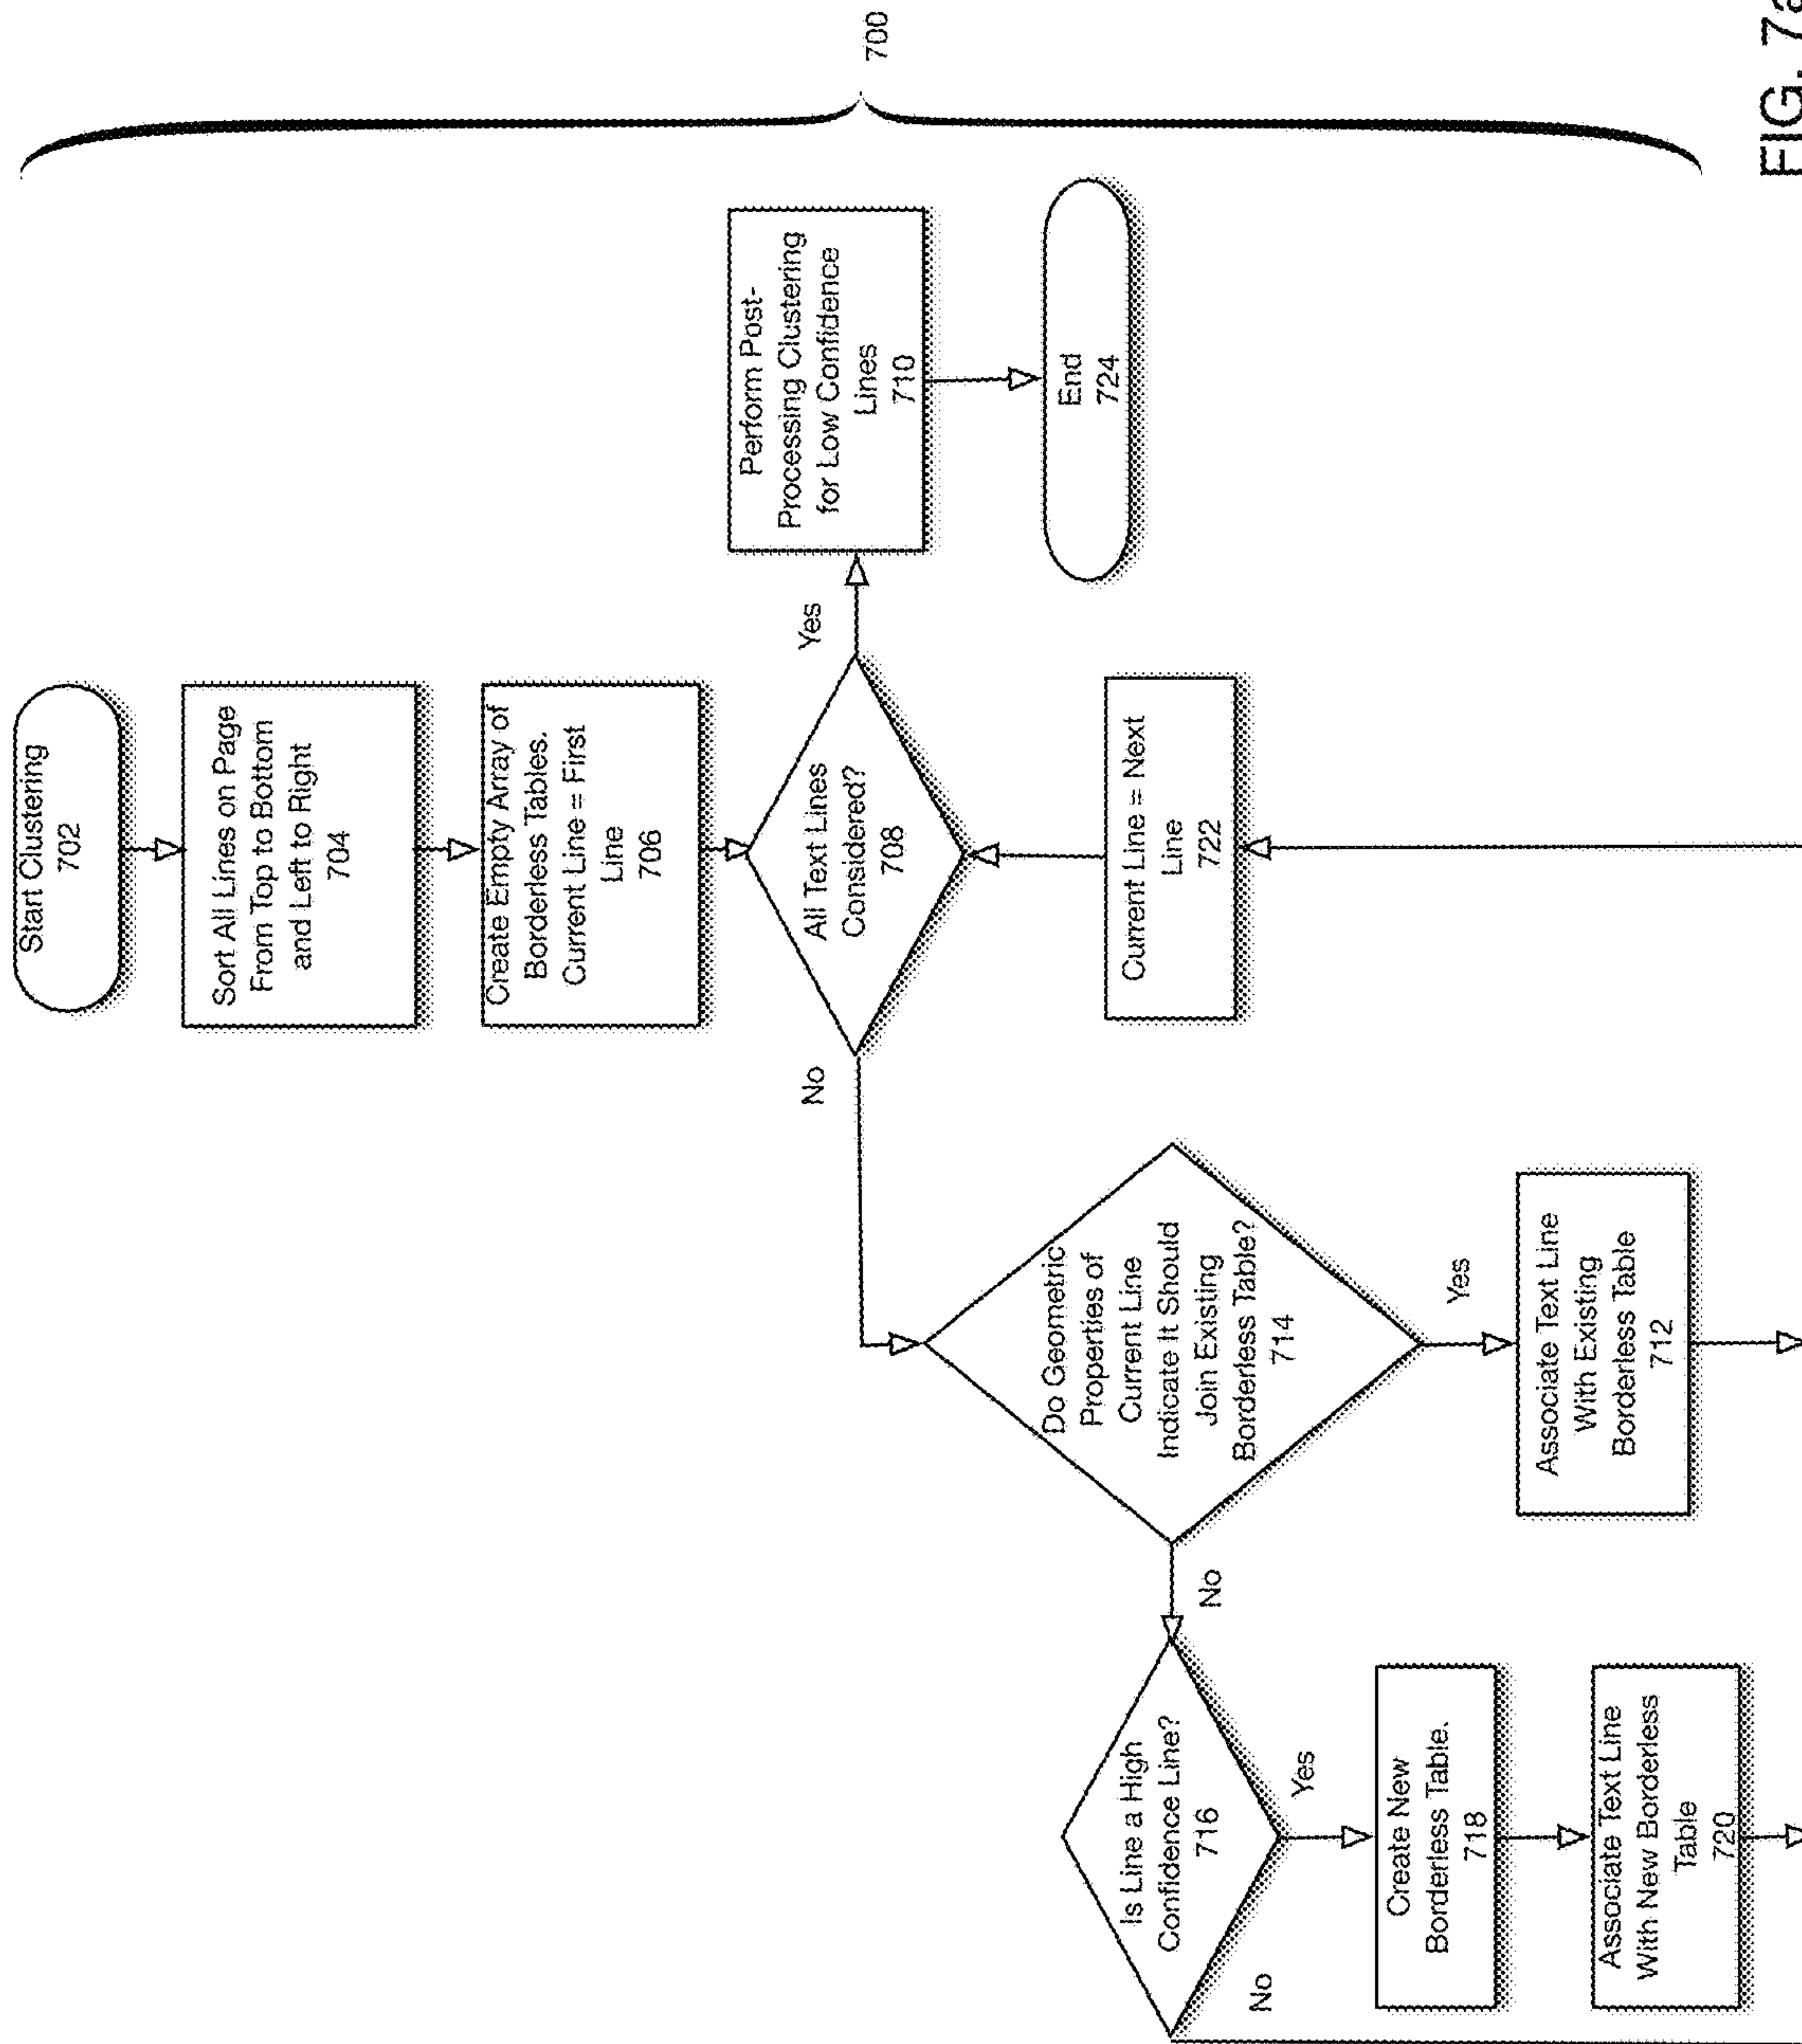 Start Clustering
702
Sort All Lines on Page
From Top to Bottom
and Left to Right
704
Create Empty Array of
Borderless Tables.
Current Line = First
Line
706
All Text Lines
Considered?
708
Yes
No
Perform Post-
Processing Clustering
for Low Confidence
Lines
710
End
724
Current Line = Next
Line
722
Do Geometric
Properties of
Current Line
Indicate It Should
Join Existing
Borderless Table?
714
Yes
No
Associate Text Line
With Existing
Borderless Table
712
Is Line a High
Confidence Line?
716
Yes
No
Create New
Borderless Table.
718
Associate Text Line
With New Borderless
Table
720
700
FIG. 7a